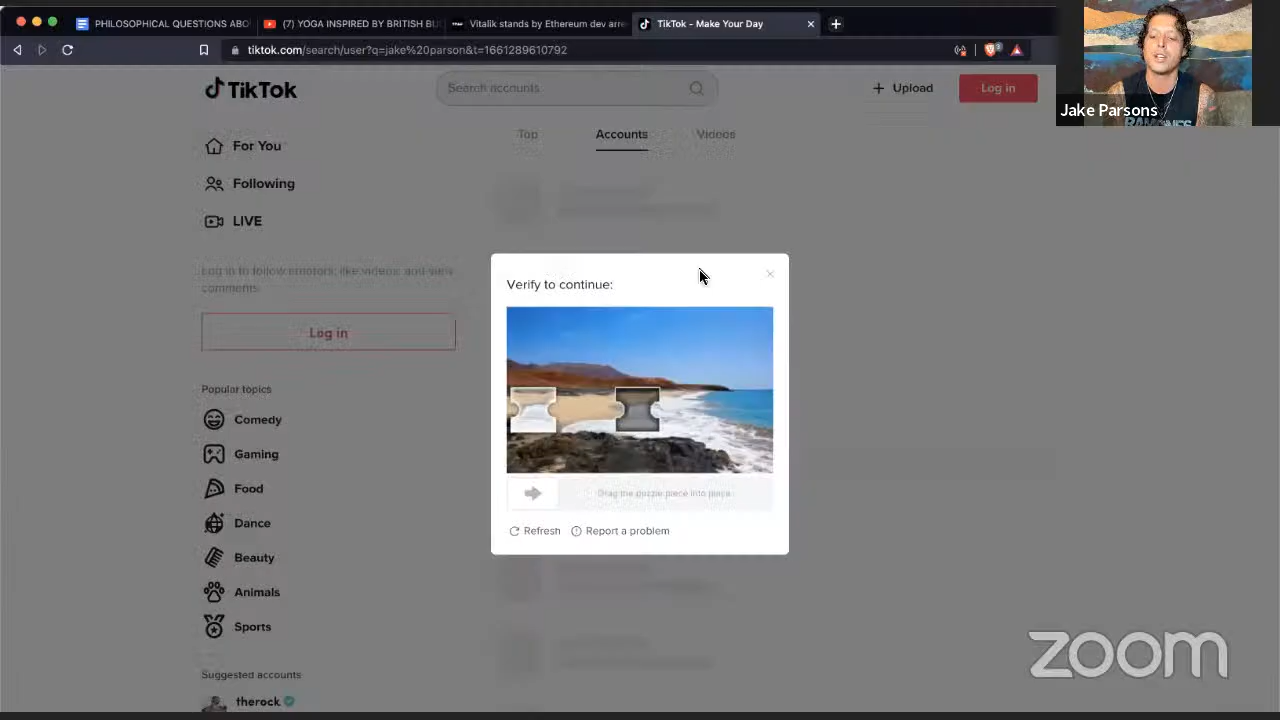 PHILOSOPHICAL QUESTIONS ABO
(7) YOGA INSPIRED BY BRITISH BU
Vitalik stands by Ethereum dev arre
TikTok - Make Your Day
tiktok.com/search/user?q=jake%20parson&t=1661289610792
TikTok
Search accounts
Upload
Log in
Jake Parsons
RAMONES
Top
Accounts
Videos
For You
Following
LIVE
Log in to follow creators, like videos, and view
comments.
Log in
Popular topics
Comedy
Gaming
Food
Dance
Beauty
Animals
Sports
Suggested accounts
therock
Verify to continue:
Drag the puzzle piece into place
Refresh
Report a problem
zoom